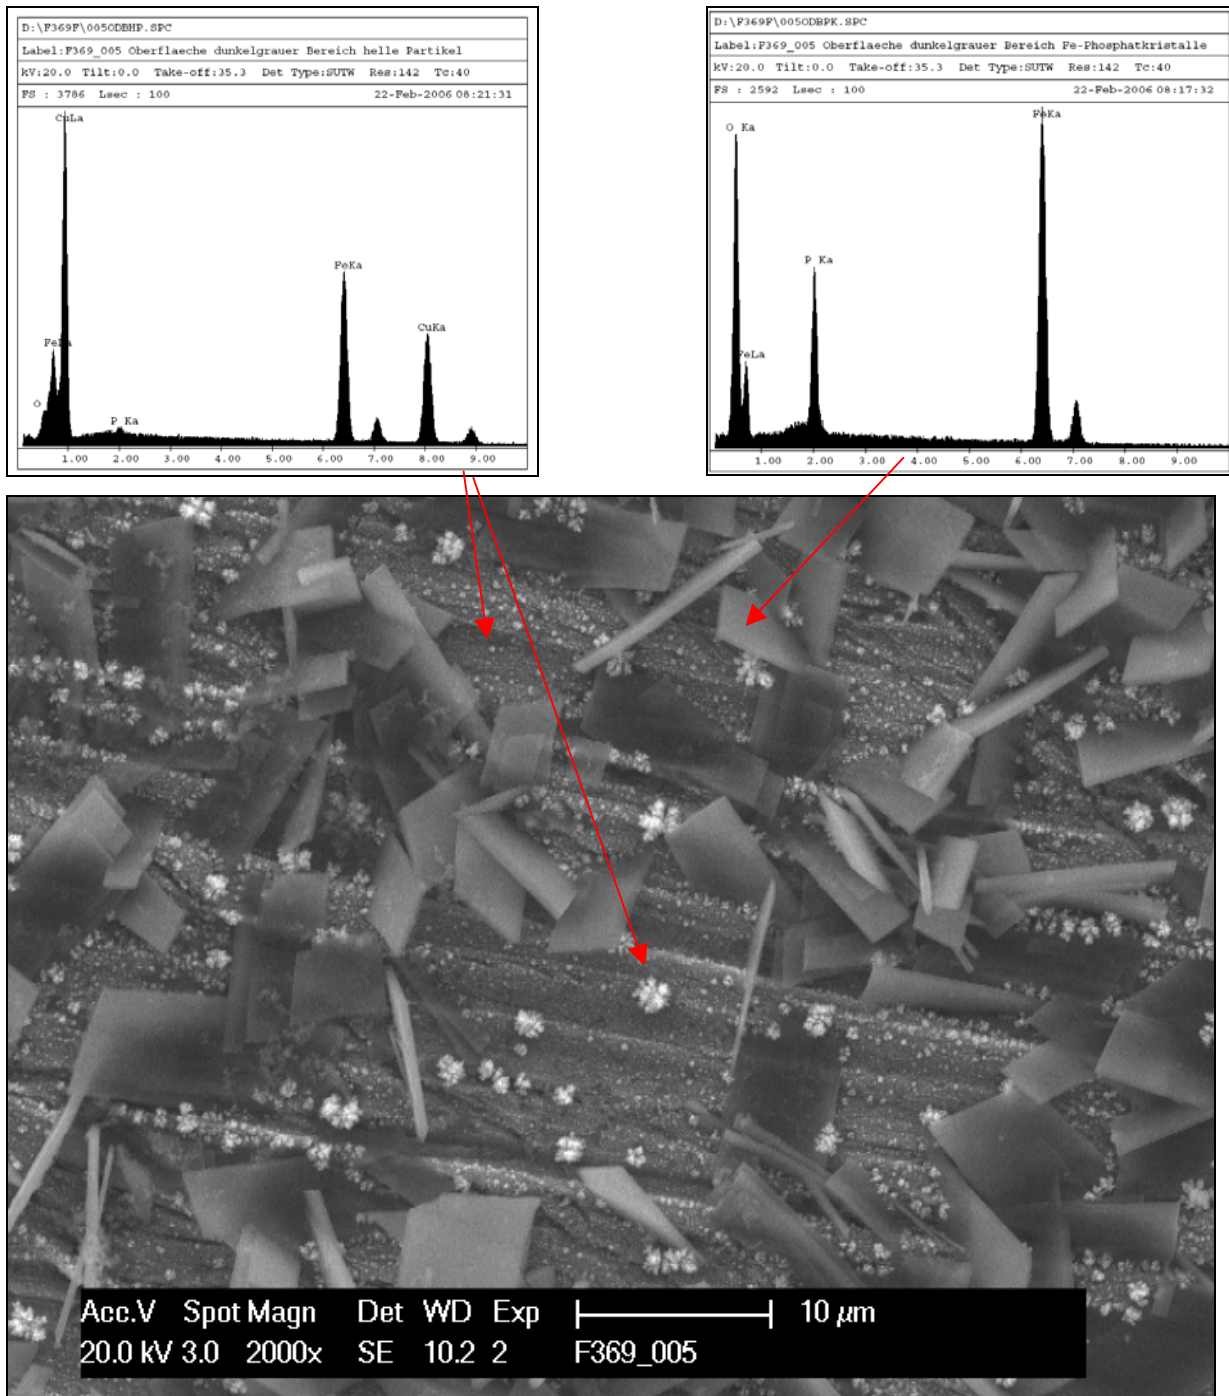 D:\F369F\005ODBHP.SPC
Label:F369_005 Oberflaeche dunkelgrauer Bereich helle Partikel
kV:20.0 Tilt:0.0 Take-off:35.3 Det Type:SUTW Res:142 Tc:40
FS : 3786 Lsec : 100 22-Feb-2006 08:21:31
CuLa
FeKa
CuKa
FeLa
O
P Ka
1.00 2.00 3.00 4.00 5.00 6.00 7.00 8.00 9.00
D:\F369F\005ODBPK.SPC
Label:F369_005 Oberflaeche dunkelgrauer Bereich Fe-Phosphatkristalle
kV:20.0 Tilt:0.0 Take-off:35.3 Det Type:SUTW Res:142 Tc:40
FS : 2592 Lsec : 100 22-Feb-2006 08:17:32
FeKa
O Ka
P Ka
FeLa
1.00 2.00 3.00 4.00 5.00 6.00 7.00 8.00 9.00
Acc.V Spot Magn Det WD Exp 10 µm
20.0 kV 3.0 2000x SE 10.2 2 F369_005